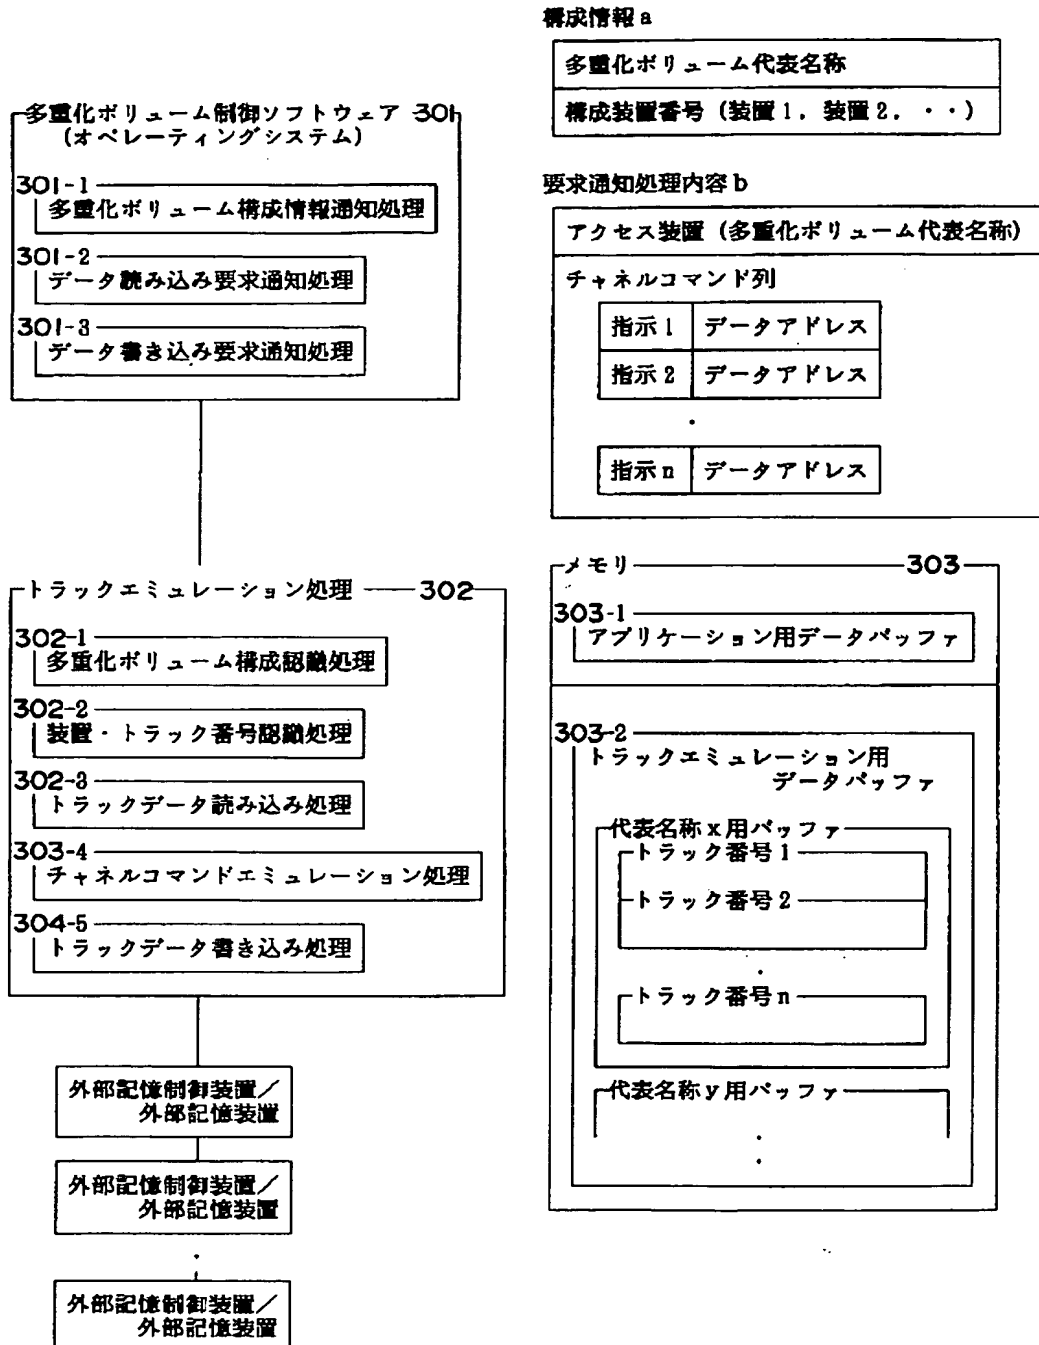 多重化ボリューム制御ソフトウェア 301
(オペレーティングシステム)
301-1
多重化ボリューム構成情報通知処理
301-2
データ読み込み要求通知処理
301-3
データ書き込み要求通知処理
トラックエミュレーション処理 302
302-1
多重化ボリューム構成認識処理
302-2
装置・トラック番号認識処理
302-3
トラックデータ読み込み処理
303-4
チャネルコマンドエミュレーション処理
304-5
トラックデータ書き込み処理
外部記憶制御装置／
外部記憶装置
外部記憶制御装置／
外部記憶装置
外部記憶制御装置／
外部記憶装置
構成情報a
多重化ボリューム代表名称
構成装置番号 (装置1, 装置2, ・・)
要求通知処理内容b
アクセス装置 (多重化ボリューム代表名称)
チャネルコマンド列
指示1 データアドレス
指示2 データアドレス
指示n データアドレス
メモリ 303
303-1
アプリケーション用データバッファ
303-2
トラックエミュレーション用
データバッファ
代表名称x用バッファ
トラック番号1
トラック番号2
トラック番号n
代表名称y用バッファ